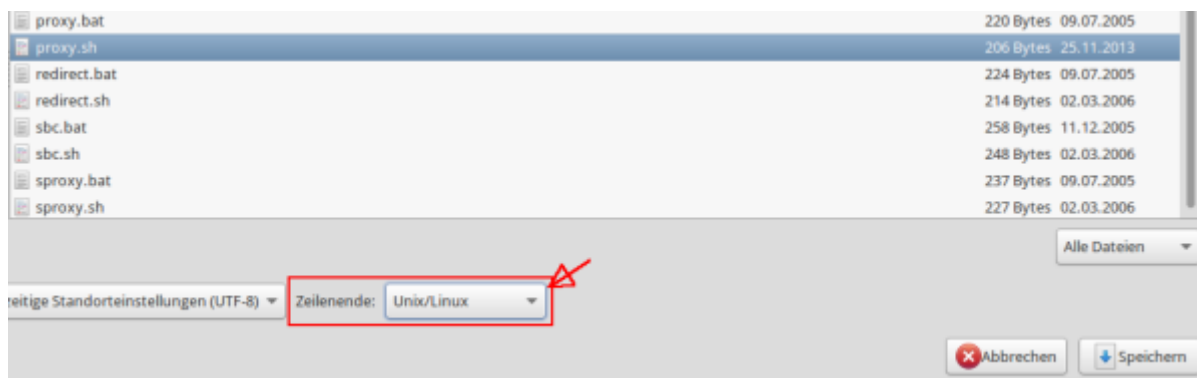 proxy.bat 220 Bytes 09.07.2005
proxy.sh 206 Bytes 25.11.2013
redirect.bat 224 Bytes 09.07.2005
redirect.sh 214 Bytes 02.03.2006
sbc.bat 258 Bytes 11.12.2005
sbc.sh 248 Bytes 02.03.2006
sproxy.bat 237 Bytes 09.07.2005
sproxy.sh 227 Bytes 02.03.2006
Alle Dateien
zeitige Standorteinstellungen (UTF-8) Zeilenende: Unix/Linux
Abbrechen Speichern